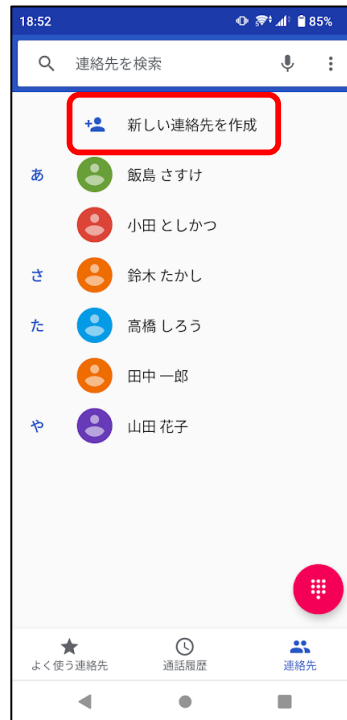 18:52 85%
連絡先を検索
新しい連絡先を作成
あ 飯島 さすけ
小田 としかつ
さ 鈴木 たかし
た 高橋 しろう
田中 一郎
や 山田 花子
よく使う連絡先 通話履歴 連絡先